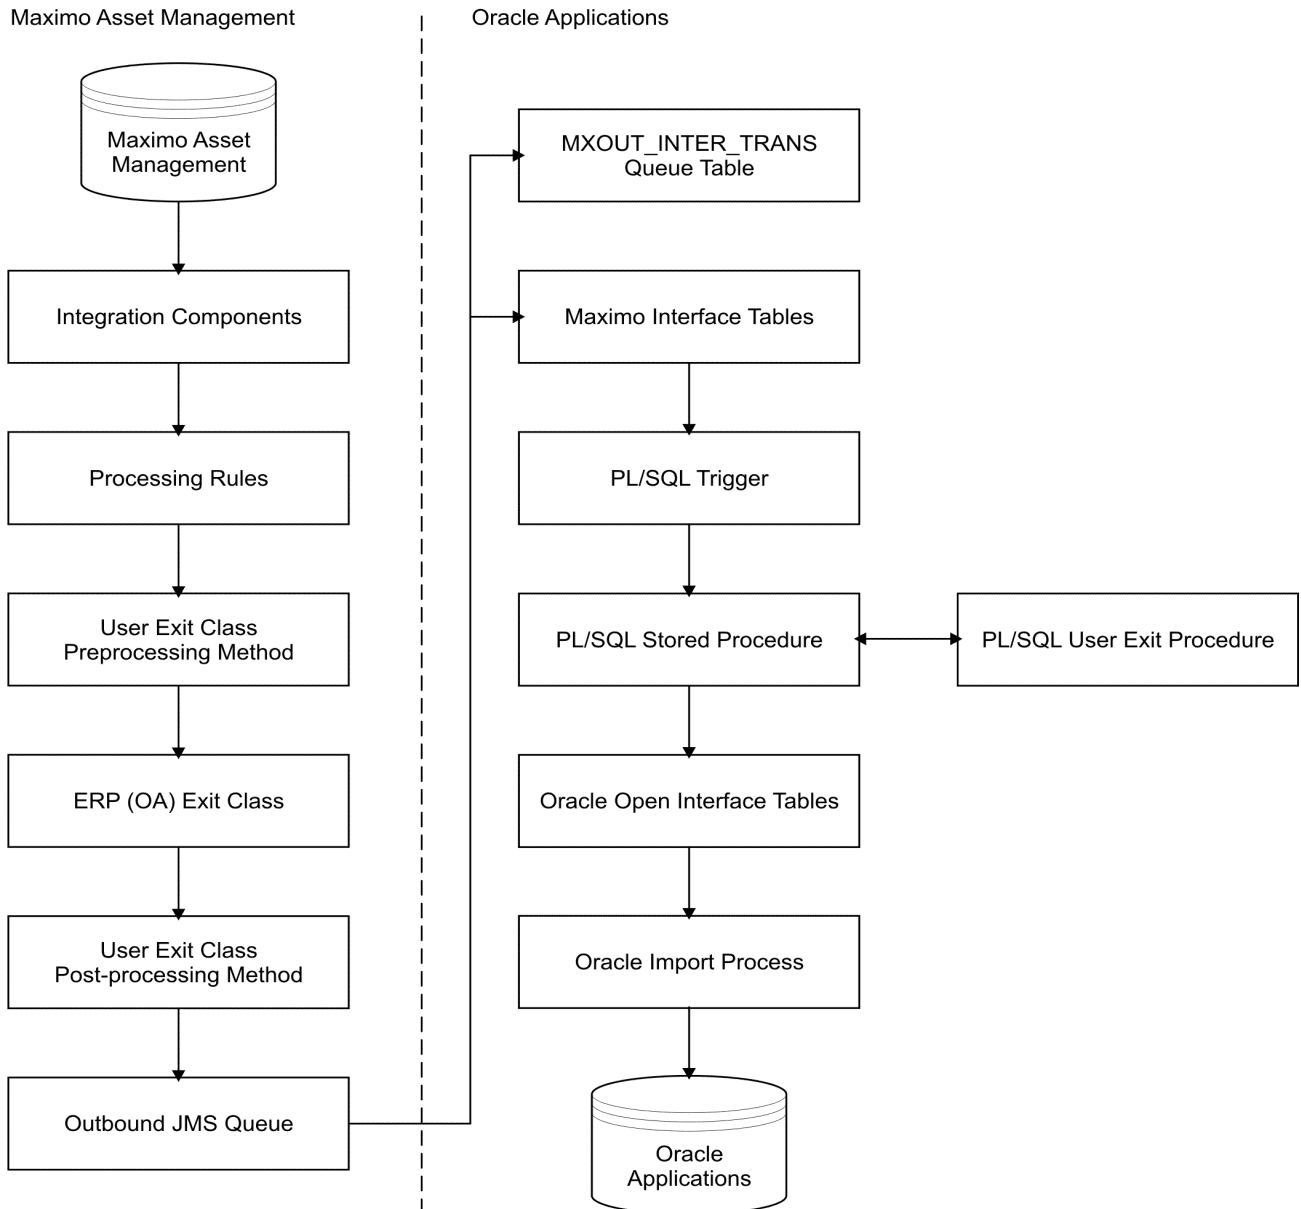 Maximo Asset Management
Oracle Applications
Maximo Asset
Management
Integration Components
Processing Rules
User Exit Class
Preprocessing Method
ERP (OA) Exit Class
User Exit Class
Post-processing Method
Outbound JMS Queue
MXOUT_INTER_TRANS
Queue Table
Maximo Interface Tables
PL/SQL Trigger
PL/SQL Stored Procedure
PL/SQL User Exit Procedure
Oracle Open Interface Tables
Oracle Import Process
Oracle
Applications